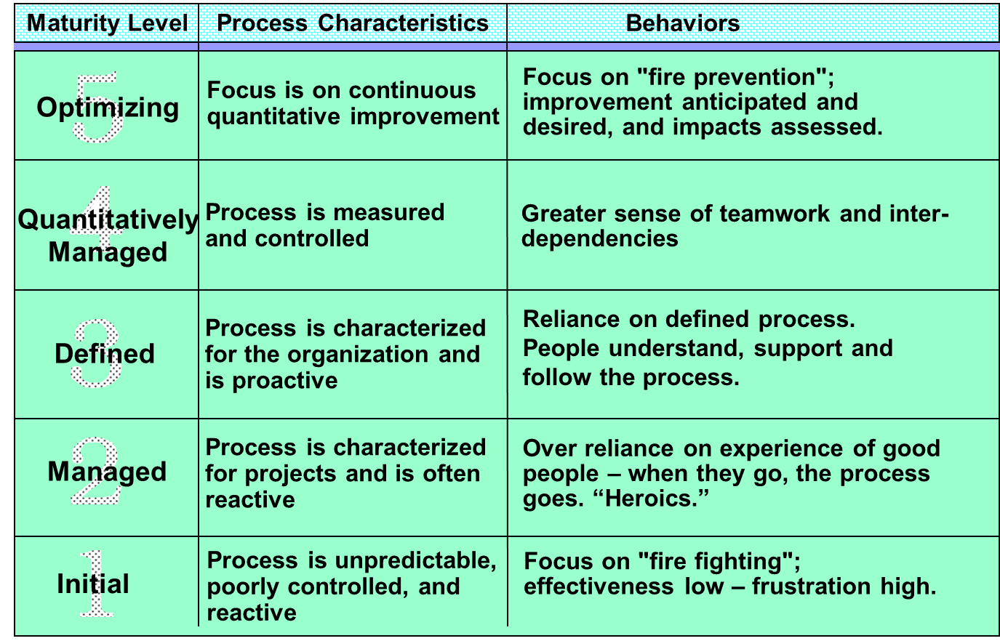 Maturity Level
Process Characteristics
Behaviors
5
Optimizing
Focus is on continuous
quantitative improvement
Focus on "fire prevention";
improvement anticipated and
desired, and impacts assessed.
4
Quantitatively
Managed
Process is measured
and controlled
Greater sense of teamwork and inter-
dependencies
3
Defined
Process is characterized
for the organization and
is proactive
Reliance on defined process.
People understand, support and
follow the process.
2
Managed
Process is characterized
for projects and is often
reactive
Over reliance on experience of good
people – when they go, the process
goes. “Heroics.”
1
Initial
Process is unpredictable,
poorly controlled, and
reactive
Focus on "fire fighting";
effectiveness low – frustration high.